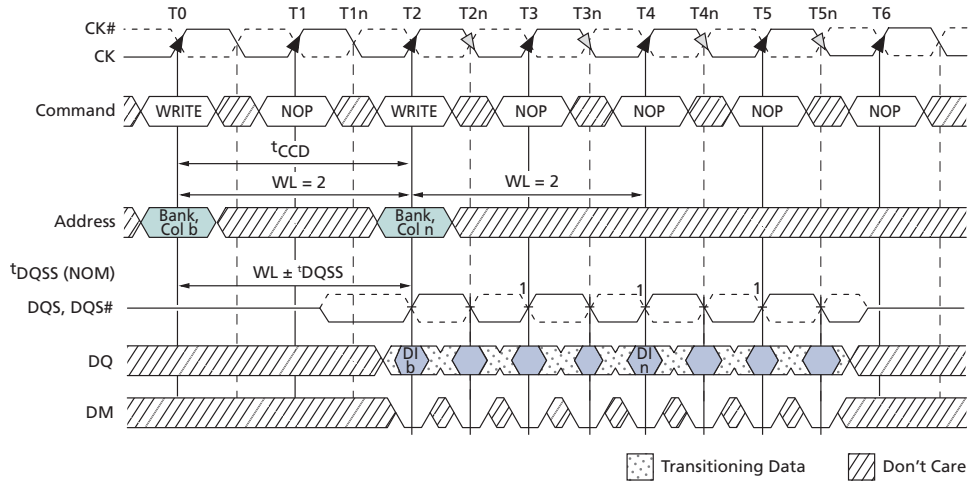 T0 T1 T1n T2 T2n T3 T3n T4 T4n T5 T5n T6
CK#
CK
Command WRITE NOP WRITE NOP NOP NOP NOP
tCCD
WL = 2 WL = 2
Address Bank, Col b Bank, Col n
tDQSS (NOM) WL ± tDQSS
DQS, DQS# 1 1 1
DQ DI b DI n
DM
Transitioning Data Don't Care